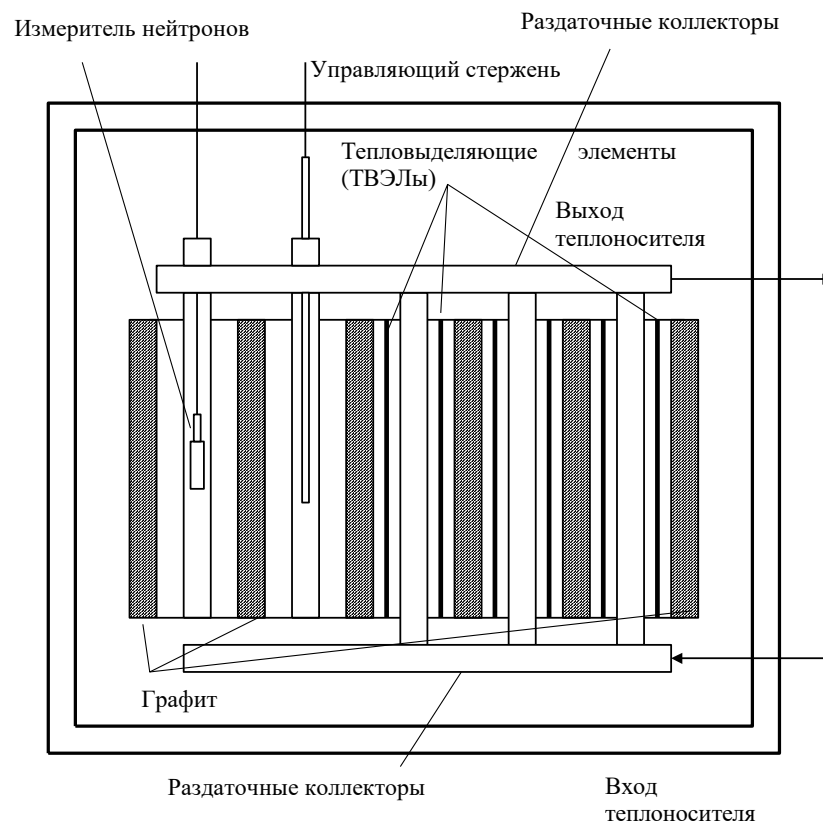 Измеритель нейтронов
Раздаточные коллекторы
Управляющий стержень
Тепловыделяющие элементы
(ТВЭЛы)
Выход
теплоносителя
Графит
Раздаточные коллекторы
Вход
теплоносителя